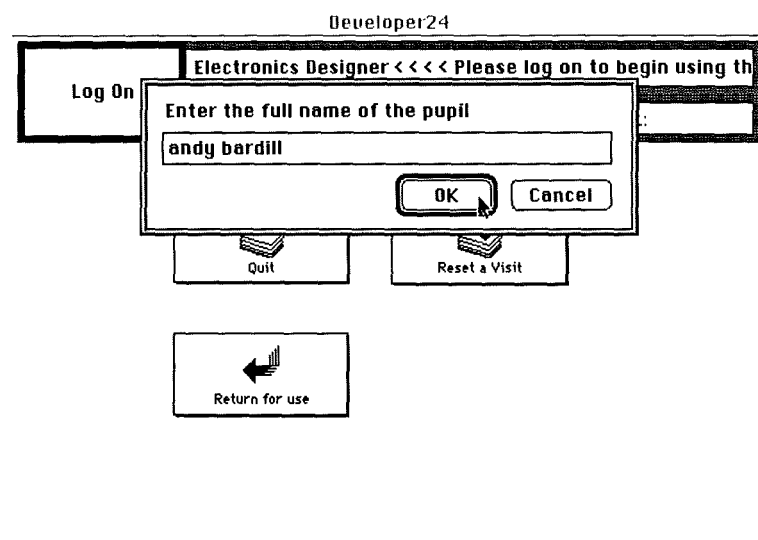 Developer24
Electronics Designer < < < < Please log on to begin using th
Log On
Enter the full name of the pupil
andy bardill
OK Cancel
Quit Reset a Visit
Return for use